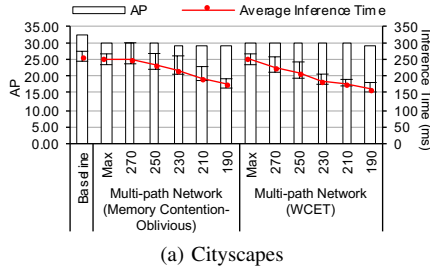 AP Average Inference Time
35.00 350
30.00 300
25.00 250
20.00 200
15.00 150
10.00 100
5.00 50
0.00 0
AP
Inference
Time (ms)
Baseline Max 270 250 230 210 190 Max 270 250 230 210 190
Multi-path Network
(Memory Contention-
Oblivious)
Multi-path Network
(WCET)
(a) Cityscapes